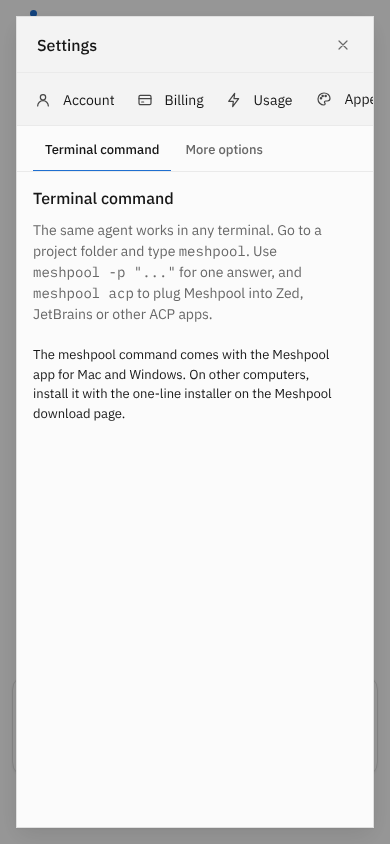 Settings
Account Billing Usage Appe
Terminal command More options
Terminal command
The same agent works in any terminal. Go to a
project folder and type meshpool. Use
meshpool -p "..." for one answer, and
meshpool acp to plug Meshpool into Zed,
JetBrains or other ACP apps.
The meshpool command comes with the Meshpool
app for Mac and Windows. On other computers,
install it with the one-line installer on the Meshpool
download page.